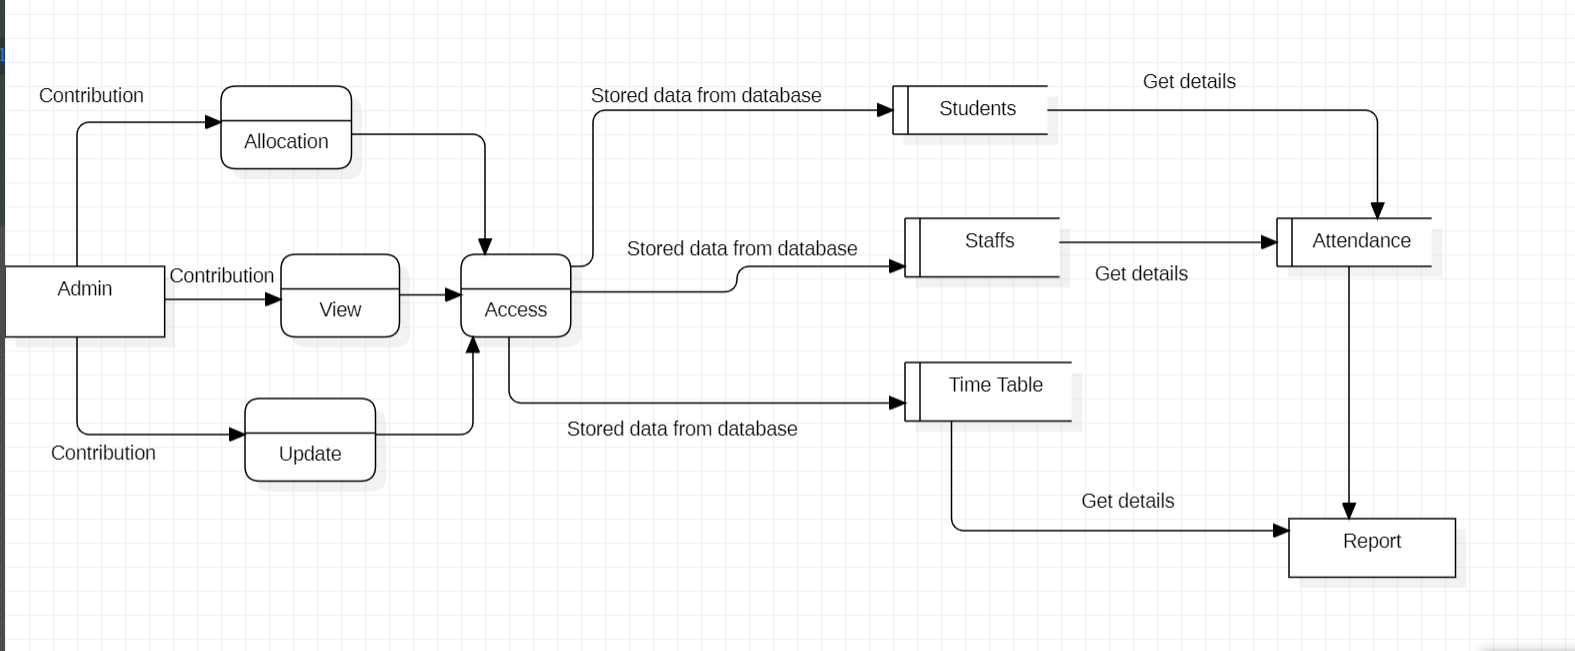 Contribution
Allocation
Stored data from database
Students
Get details
Admin
Contribution
View
Access
Stored data from database
Staffs
Get details
Attendance
Contribution
Update
Stored data from database
Time Table
Get details
Report